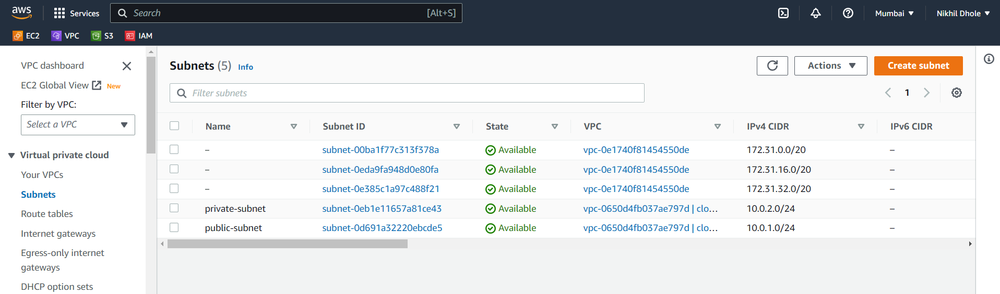 aws Services Search [Alt+S] Mumbai Nikhil Dhole
EC2 VPC S3 IAM
VPC dashboard
EC2 Global View New
Filter by VPC:
Select a VPC
Virtual private cloud
Your VPCs
Subnets
Route tables
Internet gateways
Egress-only internet
gateways
DHCP option sets
Subnets (5) Info Actions Create subnet
Filter subnets 1
Name Subnet ID State VPC IPv4 CIDR IPv6 CIDR
– subnet-00ba1f77c313f378a Available vpc-0e1740f81454550de 172.31.0.0/20 –
– subnet-0eda9fa948d0e80fa Available vpc-0e1740f81454550de 172.31.16.0/20 –
– subnet-0e385c1a97c488f21 Available vpc-0e1740f81454550de 172.31.32.0/20 –
private-subnet subnet-0eb1e11657a81ce43 Available vpc-0650d4fb037ae797d | clo... 10.0.2.0/24 –
public-subnet subnet-0d691a32220ebcde5 Available vpc-0650d4fb037ae797d | clo... 10.0.1.0/24 –